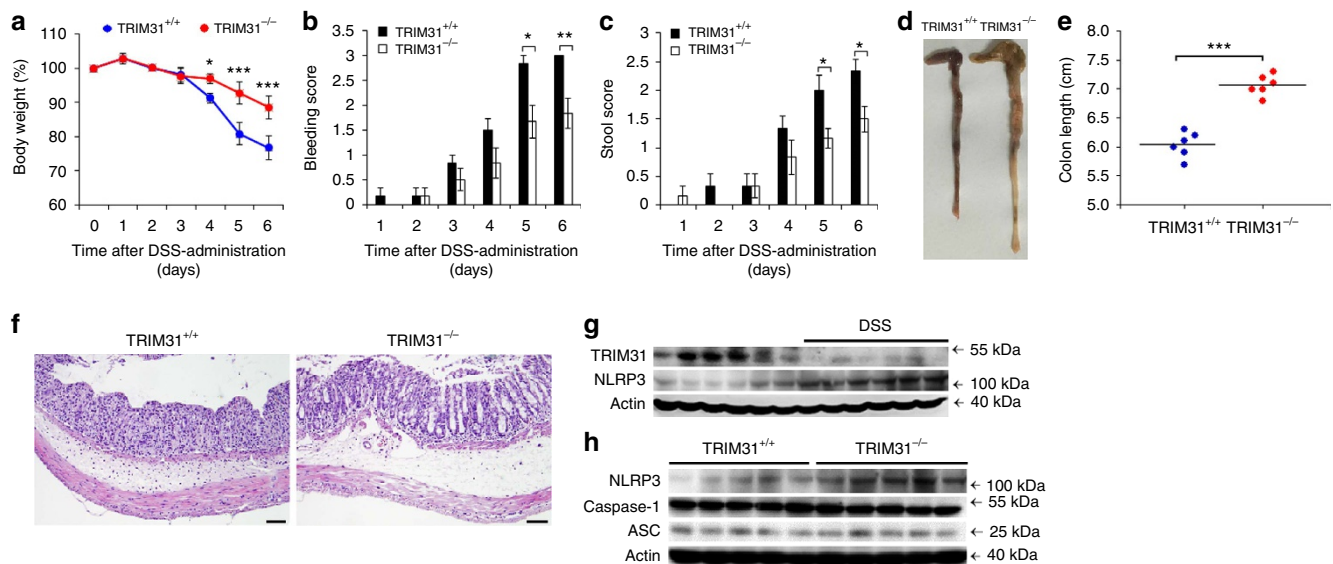 a
TRIM31+/+ TRIM31−/−
Body weight (%)
110
100
90
80
70
60
* *** ***
0 1 2 3 4 5 6
Time after DSS-administration
(days)
b
TRIM31+/+
TRIM31−/−
Bleeding score
3.5
3
2.5
2
1.5
1
0.5
0
* **
1 2 3 4 5 6
Time after DSS-administration
(days)
c
TRIM31+/+
TRIM31−/−
Stool score
3.5
3
2.5
2
1.5
1
0.5
0
* *
1 2 3 4 5 6
Time after DSS-administration
(days)
d
TRIM31+/+ TRIM31−/−
e
Colon length (cm)
8.0
7.0
6.0
5.0
***
TRIM31+/+ TRIM31−/−
f
TRIM31+/+ TRIM31−/−
g
DSS
TRIM31 ← 55 kDa
NLRP3 ← 100 kDa
Actin ← 40 kDa
h
TRIM31+/+ TRIM31−/−
NLRP3 ← 100 kDa
Caspase-1 ← 55 kDa
ASC ← 25 kDa
Actin ← 40 kDa